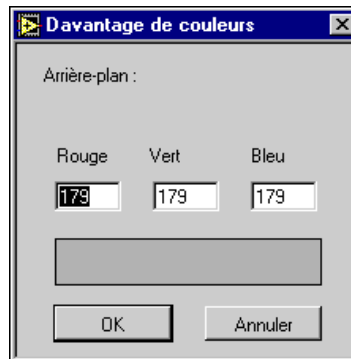 Davantage de couleurs
Arrière-plan :
Rouge Vert Bleu
179 179 179
OK Annuler